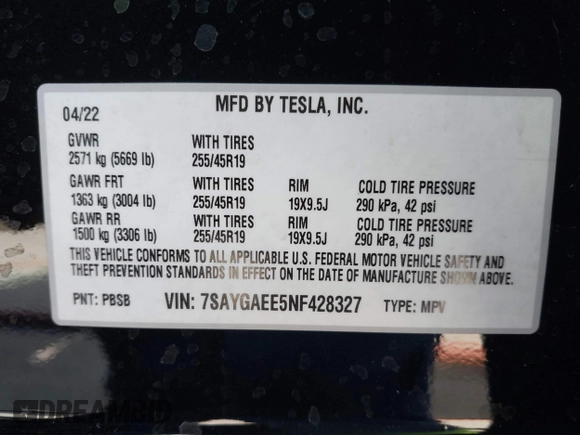 MFD BY TESLA, INC.
04/22
GVWR WITH TIRES
2571 kg (5669 lb) 255/45R19
GAWR FRT WITH TIRES RIM COLD TIRE PRESSURE
1363 kg (3004 lb) 255/45R19 19X9.5J 290 kPa, 42 psi
GAWR RR WITH TIRES RIM COLD TIRE PRESSURE
1500 kg (3306 lb) 255/45R19 19X9.5J 290 kPa, 42 psi
THIS VEHICLE CONFORMS TO ALL APPLICABLE U.S. FEDERAL MOTOR VEHICLE SAFETY AND
THEFT PREVENTION STANDARDS IN EFFECT ON THE DATE OF MANUFACTURE SHOWN ABOVE.
PNT: PBSB VIN: 7SAYGAEE5NF428327 TYPE: MPV
DREAMBID